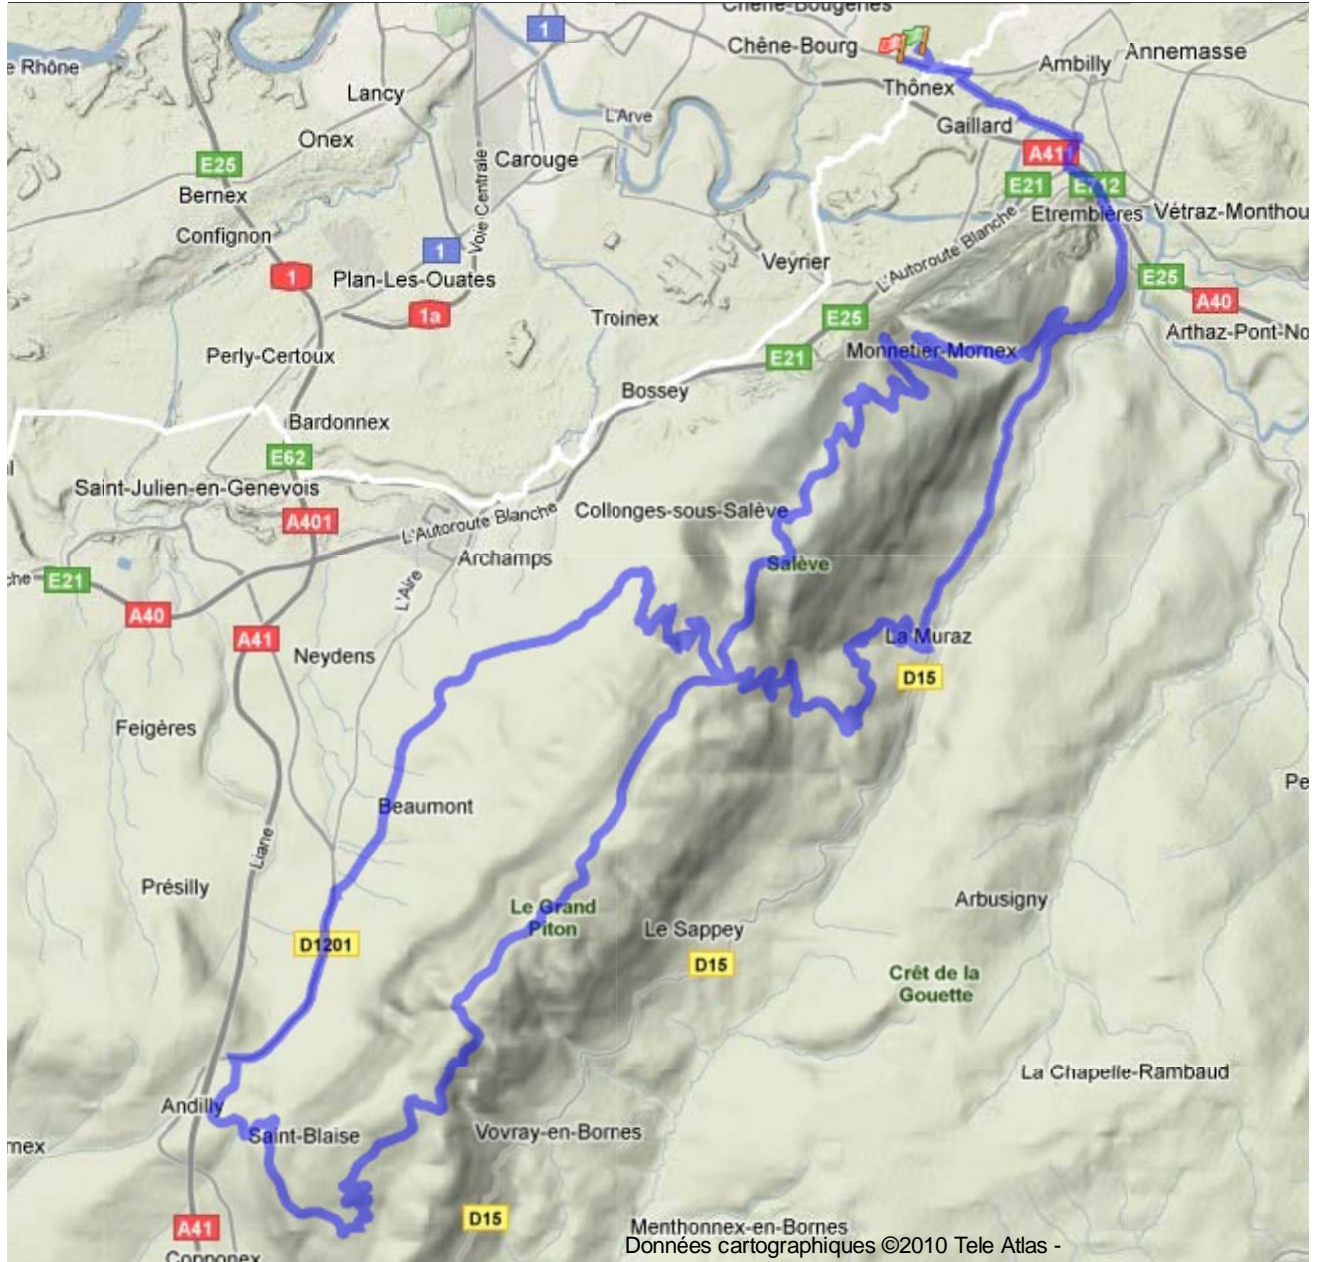 Chêne-Bougeries
1
Chêne-Bourg
Annemasse
Ambilly
e Rhône
Thônex
Lancy
L'Arve
Gaillard
Onex
Carouge
A411
E25
E21
Bernex
Voie Centrale
Etrembières
Vétraz-Monthou
Confignon
1
Veyrier
L'Autoroute Blanche
1
Plan-Les-Ouates
E25
A40
1a
Troinex
E25
Arthaz-Pont-No
Perly-Certoux
E21
Monnetier-Mornex
Bossey
Bardonnex
E62
Saint-Julien-en-Genevois
A401
L'Autoroute Blanche
Collonges-sous-Salève
Archamps
Salève
E21
L'Aire
A40
A41
La Muraz
Neydens
D15
Feigères
Pe
Beaumont
Liane
Présilly
Arbusigny
Le Grand
Piton
Le Sappey
D1201
D15
Crêt de la
Gouette
La Chapelle-Rambaud
Andilly
Saint-Blaise
Vovray-en-Bornes
mex
D15
A41
Menthonnex-en-Bornes
Données cartographiques ©2010 Tele Atlas -
Copponex